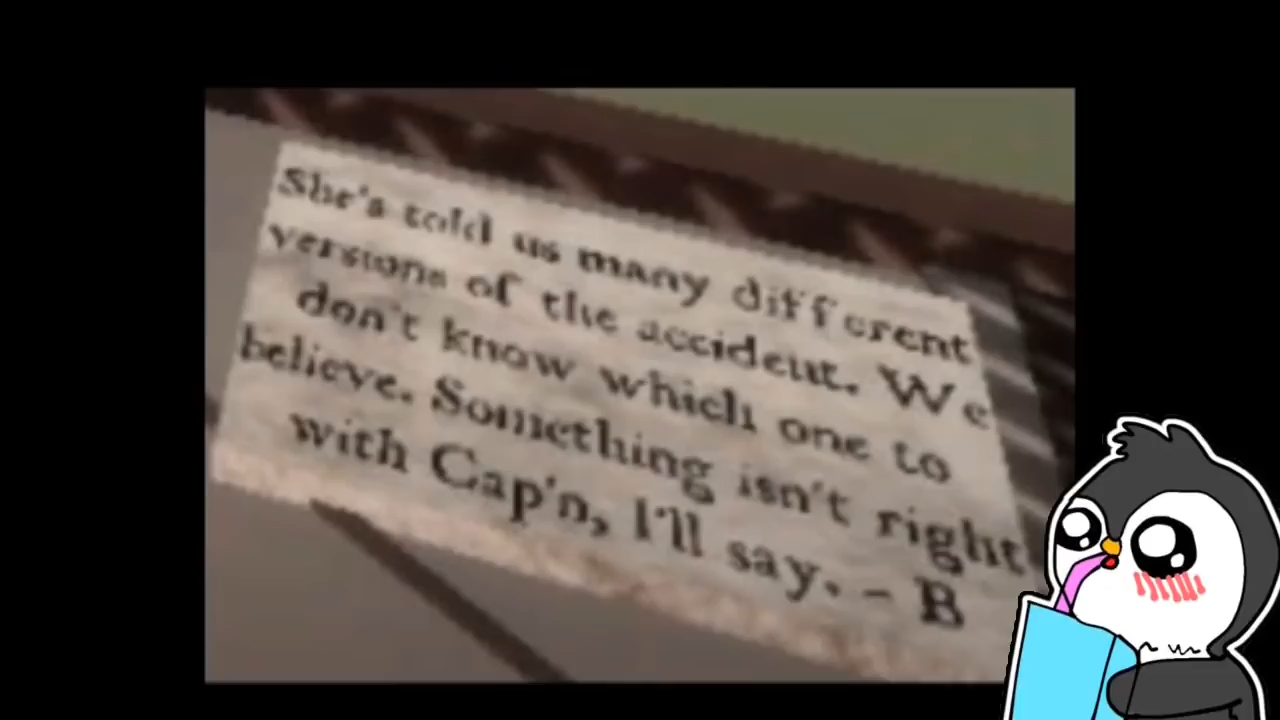 She's told us many different
versions of the accident. We
don't know which one to
believe. Something isn't right
with Cap'n, I'll say. - B